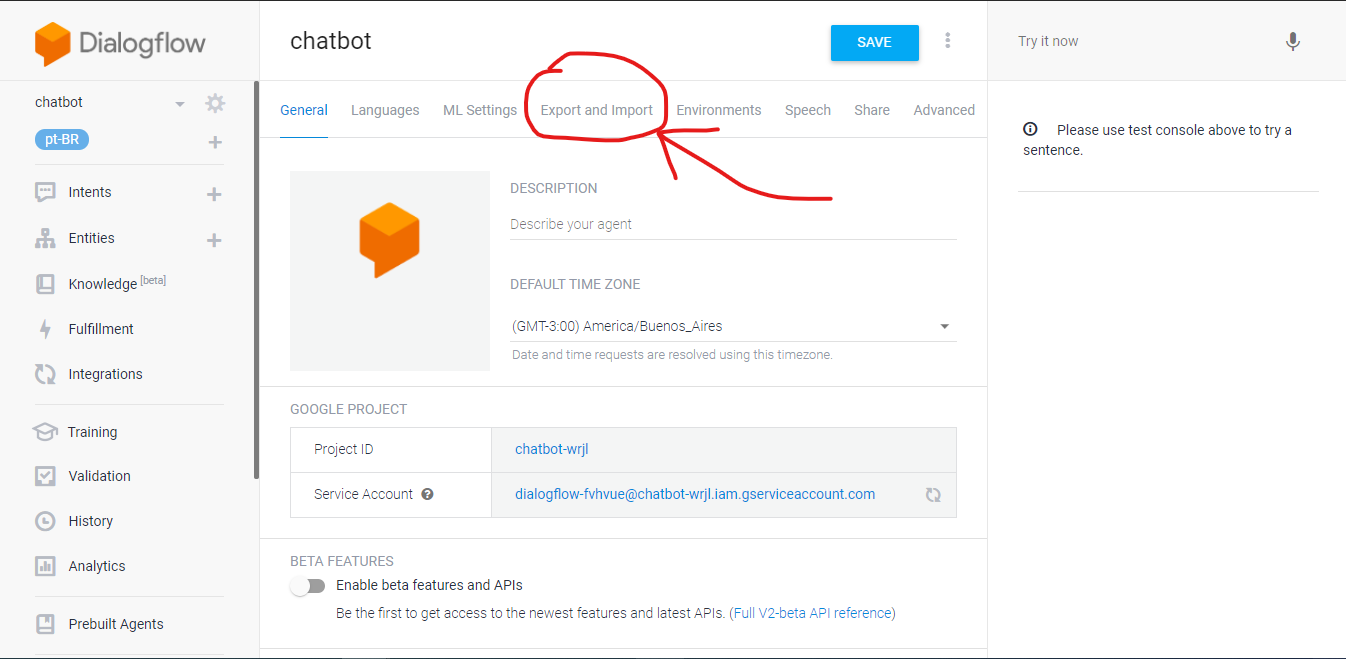 Dialogflow
chatbot
pt-BR
Intents
Entities
Knowledge [beta]
Fulfillment
Integrations
Training
Validation
History
Analytics
Prebuilt Agents
chatbot
SAVE
General Languages ML Settings Export and Import Environments Speech Share Advanced
DESCRIPTION
Describe your agent
DEFAULT TIME ZONE
(GMT-3:00) America/Buenos_Aires
Date and time requests are resolved using this timezone.
GOOGLE PROJECT
Project ID chatbot-wrjl
Service Account dialogflow-fvhvue@chatbot-wrjl.iam.gserviceaccount.com
BETA FEATURES
Enable beta features and APIs
Be the first to get access to the newest features and latest APIs. (Full V2-beta API reference)
Try it now
Please use test console above to try a
sentence.